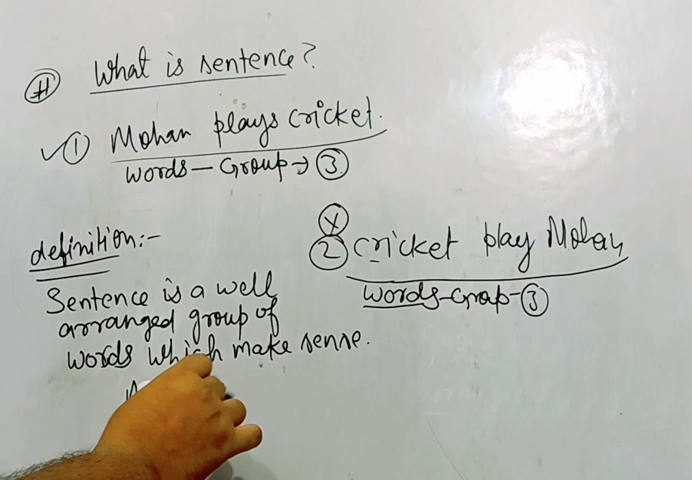 # What is sentence?
① Mohan plays cricket.
words - Group → ③
definition:-
Sentence is a well
arranged group of
words which make sense.
X
② cricket play Mohan
words-Grap-③